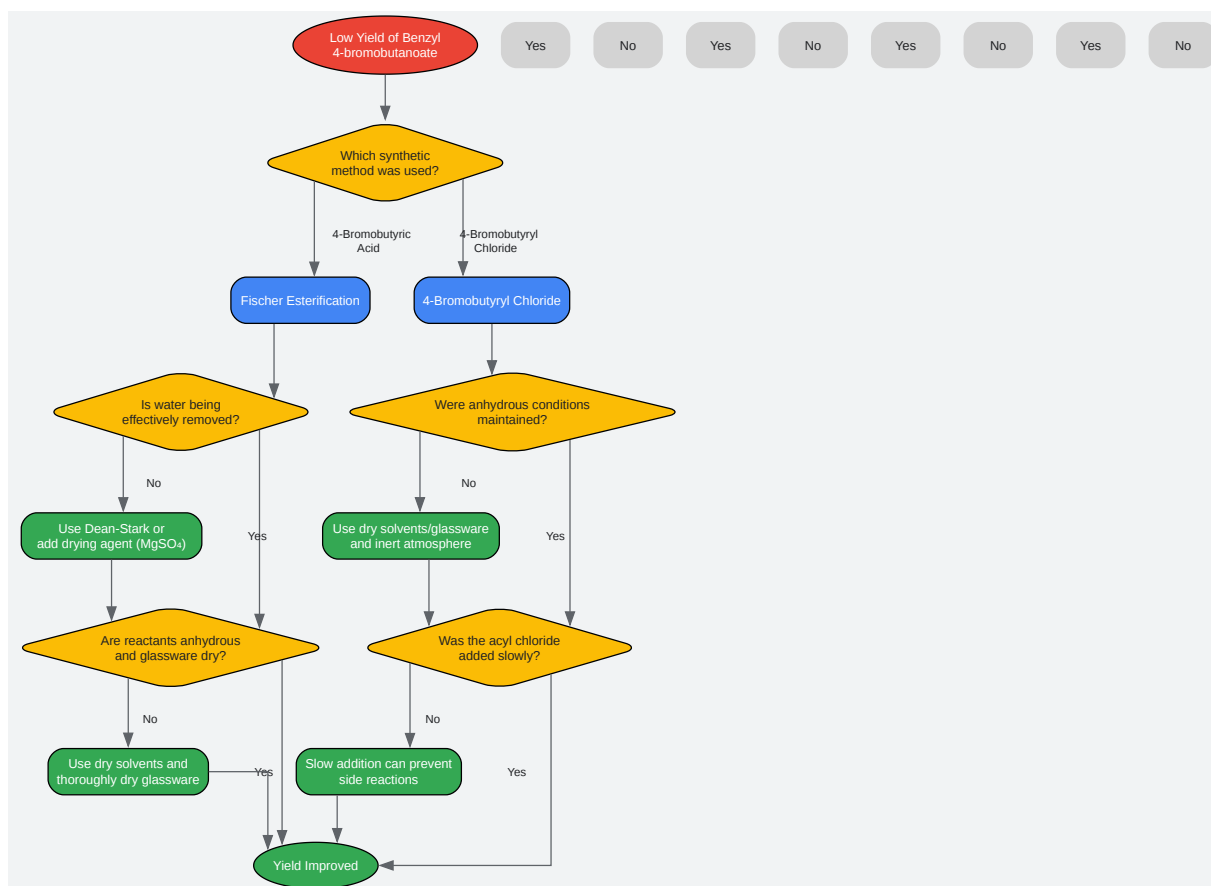 Low Yield of Benzyl
4-bromobutanoate
Yes
No
Yes
No
Yes
No
Yes
No
Which synthetic
method was used?
4-Bromobutyric
Acid
4-Bromobutyryl
Chloride
Fischer Esterification
4-Bromobutyryl Chloride
Is water being
effectively removed?
Were anhydrous conditions
maintained?
No
No
Use Dean-Stark or
add drying agent (MgSO₄)
Yes
Use dry solvents/glassware
and inert atmosphere
Yes
Are reactants anhydrous
and glassware dry?
Was the acyl chloride
added slowly?
No
No
Use dry solvents and
thoroughly dry glassware
Yes
Slow addition can prevent
side reactions
Yes
Yield Improved